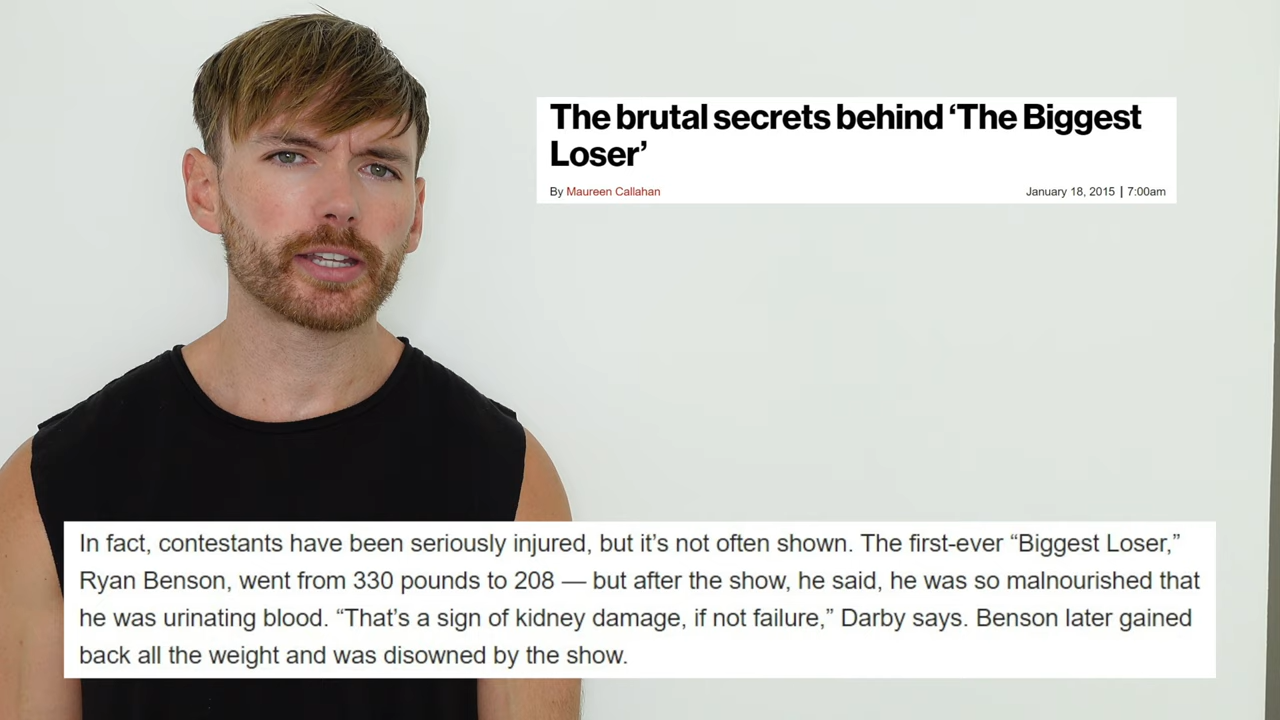 The brutal secrets behind ‘The Biggest
Loser’
By Maureen Callahan January 18, 2015 | 7:00am
In fact, contestants have been seriously injured, but it’s not often shown. The first-ever “Biggest Loser,”
Ryan Benson, went from 330 pounds to 208 — but after the show, he said, he was so malnourished that
he was urinating blood. “That’s a sign of kidney damage, if not failure,” Darby says. Benson later gained
back all the weight and was disowned by the show.